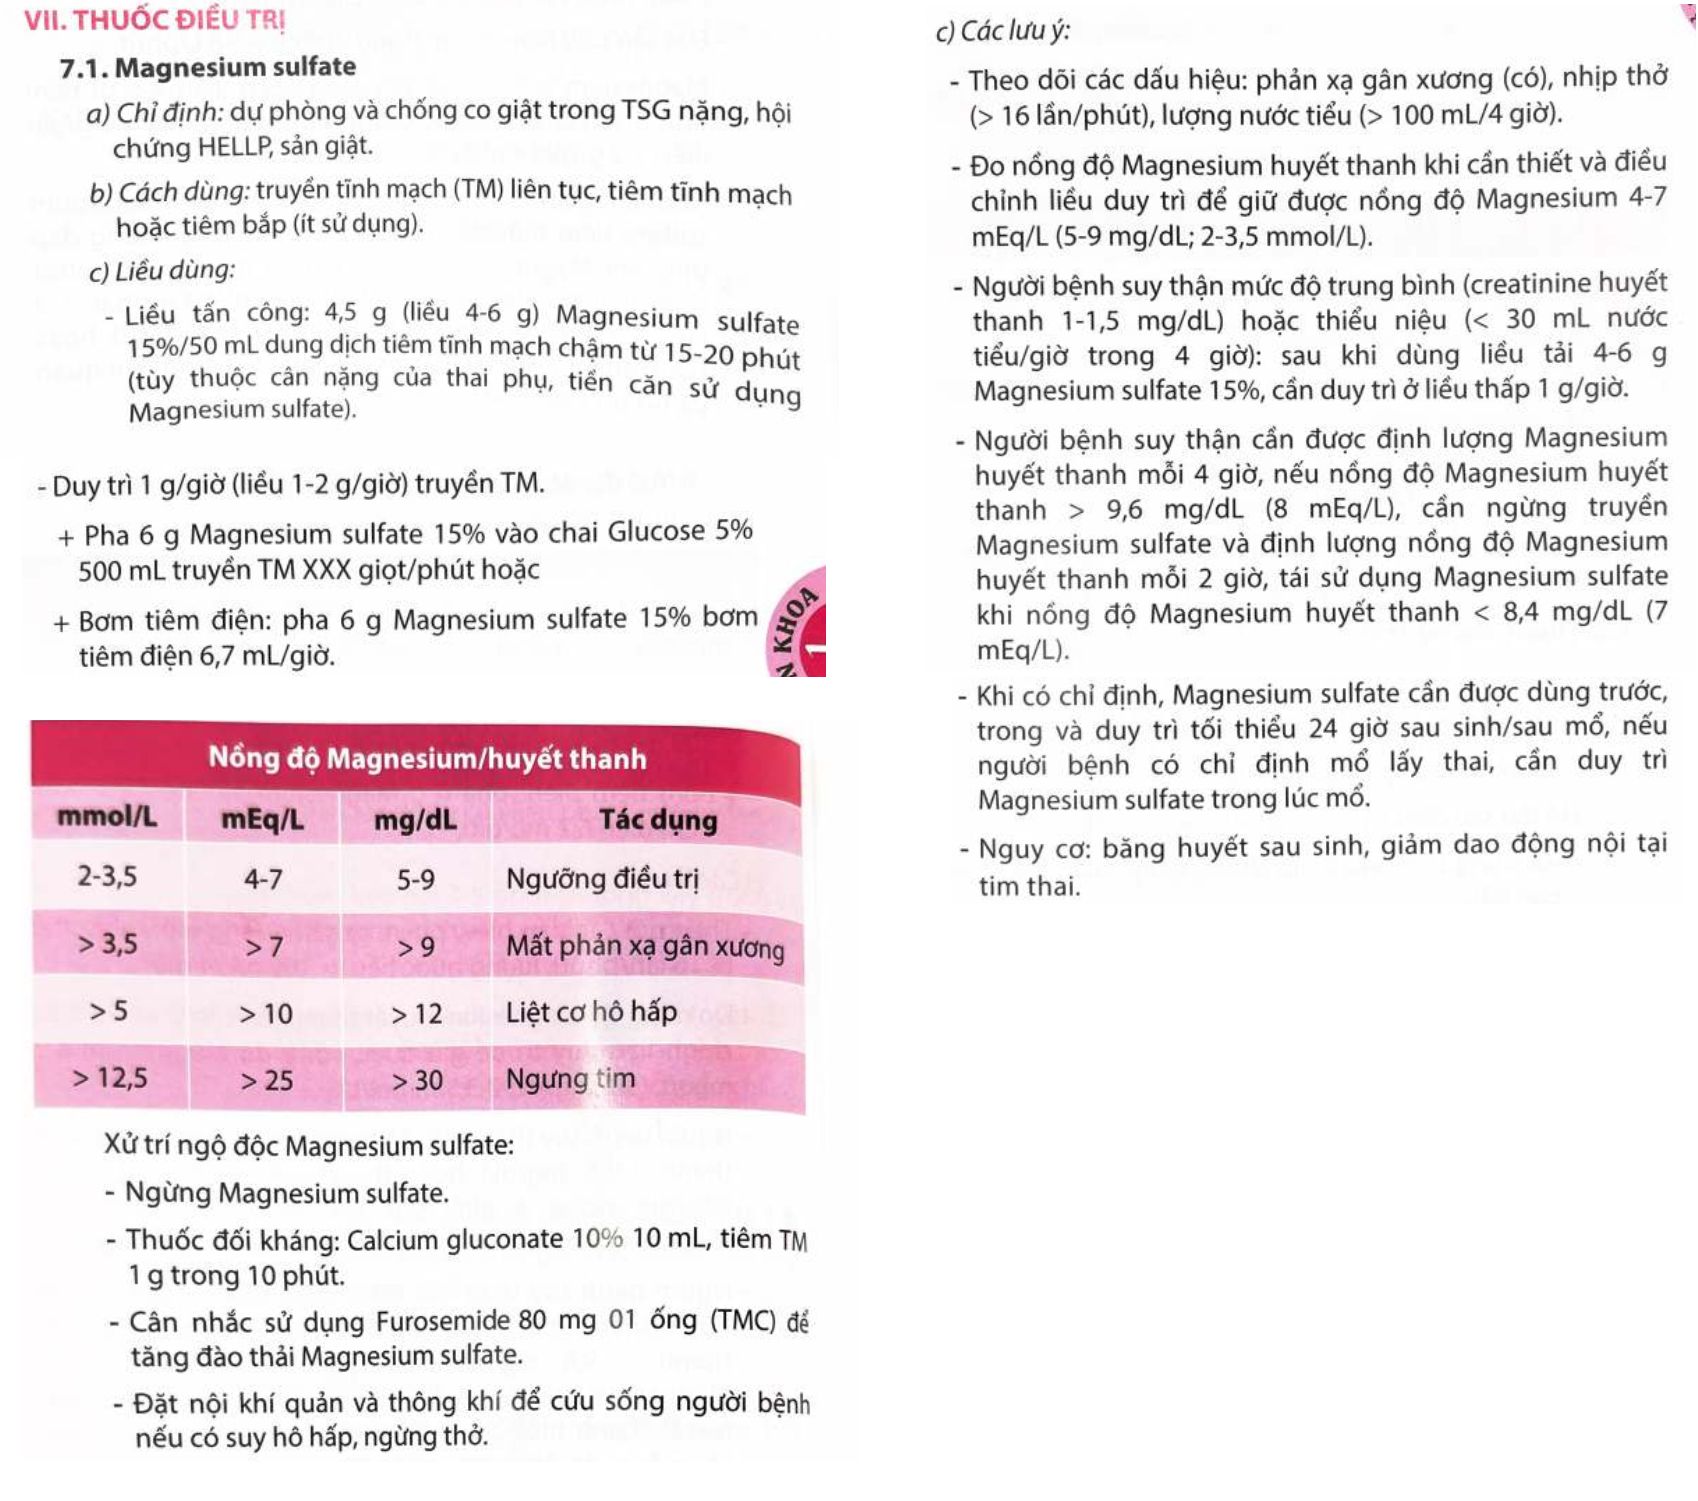 VII. THUỐC ĐIỀU TRỊ
7.1. Magnesium sulfate
a) Chỉ định: dự phòng và chống co giật trong TSG nặng, hội
chứng HELLP, sản giật.
b) Cách dùng: truyền tĩnh mạch (TM) liên tục, tiêm tĩnh mạch
hoặc tiêm bắp (ít sử dụng).
c) Liều dùng:
- Liều tấn công: 4,5 g (liều 4-6 g) Magnesium sulfate
15%/50 mL dung dịch tiêm tĩnh mạch chậm từ 15-20 phút
(tùy thuộc cân nặng của thai phụ, tiền căn sử dụng
Magnesium sulfate).
- Duy trì 1 g/giờ (liều 1-2 g/giờ) truyền TM.
+ Pha 6 g Magnesium sulfate 15% vào chai Glucose 5%
500 mL truyền TM XXX giọt/phút hoặc
+ Bơm tiêm điện: pha 6 g Magnesium sulfate 15% bơm
tiêm điện 6,7 mL/giờ.
N KHOA
1
Nồng độ Magnesium/huyết thanh
mmol/L mEq/L mg/dL Tác dụng
2-3,5 4-7 5-9 Ngưỡng điều trị
> 3,5 > 7 > 9 Mất phản xạ gân xương
> 5 > 10 > 12 Liệt cơ hô hấp
> 12,5 > 25 > 30 Ngưng tim
Xử trí ngộ độc Magnesium sulfate:
- Ngừng Magnesium sulfate.
- Thuốc đối kháng: Calcium gluconate 10% 10 mL, tiêm TM
1 g trong 10 phút.
- Cân nhắc sử dụng Furosemide 80 mg 01 ống (TMC) để
tăng đào thải Magnesium sulfate.
- Đặt nội khí quản và thông khí để cứu sống người bệnh
nếu có suy hô hấp, ngừng thở.
c) Các lưu ý:
- Theo dõi các dấu hiệu: phản xạ gân xương (có), nhịp thở
(> 16 lần/phút), lượng nước tiểu (> 100 mL/4 giờ).
- Đo nồng độ Magnesium huyết thanh khi cần thiết và điều
chỉnh liều duy trì để giữ được nồng độ Magnesium 4-7
mEq/L (5-9 mg/dL; 2-3,5 mmol/L).
- Người bệnh suy thận mức độ trung bình (creatinine huyết
thanh 1-1,5 mg/dL) hoặc thiểu niệu (< 30 mL nước
tiểu/giờ trong 4 giờ): sau khi dùng liều tải 4-6 g
Magnesium sulfate 15%, cần duy trì ở liều thấp 1 g/giờ.
- Người bệnh suy thận cần được định lượng Magnesium
huyết thanh mỗi 4 giờ, nếu nồng độ Magnesium huyết
thanh > 9,6 mg/dL (8 mEq/L), cần ngừng truyền
Magnesium sulfate và định lượng nồng độ Magnesium
huyết thanh mỗi 2 giờ, tái sử dụng Magnesium sulfate
khi nồng độ Magnesium huyết thanh < 8,4 mg/dL (7
mEq/L).
- Khi có chỉ định, Magnesium sulfate cần được dùng trước,
trong và duy trì tối thiểu 24 giờ sau sinh/sau mổ, nếu
người bệnh có chỉ định mổ lấy thai, cần duy trì
Magnesium sulfate trong lúc mổ.
- Nguy cơ: băng huyết sau sinh, giảm dao động nội tại
tim thai.